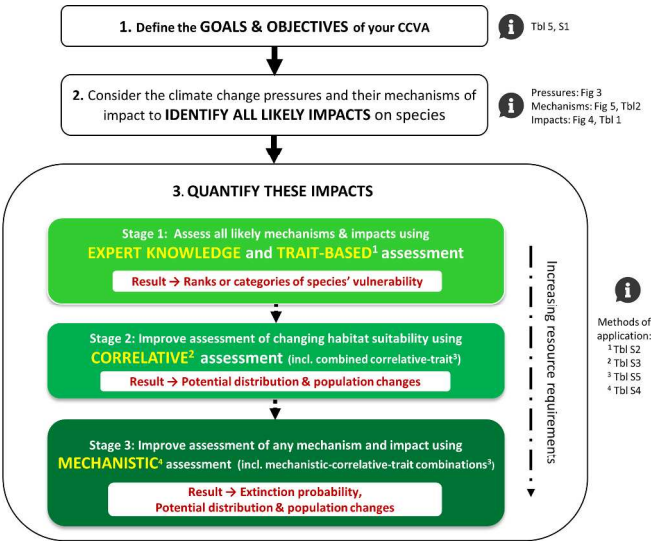 1. Define the GOALS & OBJECTIVES of your CCVA
Tbl 5, S1
2. Consider the climate change pressures and their mechanisms of
impact to IDENTIFY ALL LIKELY IMPACTS on species
Pressures: Fig 3
Mechanisms: Fig 5, Tbl2
Impacts: Fig 4, Tbl 1
3. QUANTIFY THESE IMPACTS
Stage 1: Assess all likely mechanisms & impacts using
EXPERT KNOWLEDGE and TRAIT-BASED¹ assessment
Result → Ranks or categories of species' vulnerability
Stage 2: Improve assessment of changing habitat suitability using
CORRELATIVE² assessment (incl. combined correlative-trait³)
Result → Potential distribution & population changes
Stage 3: Improve assessment of any mechanism and impact using
MECHANISTIC⁴ assessment (incl. mechanistic-correlative-trait combinations³)
Result → Extinction probability,
Potential distribution & population changes
Increasing resource requirements
Methods of
application:
¹ Tbl S2
² Tbl S3
³ Tbl S5
⁴ Tbl S4